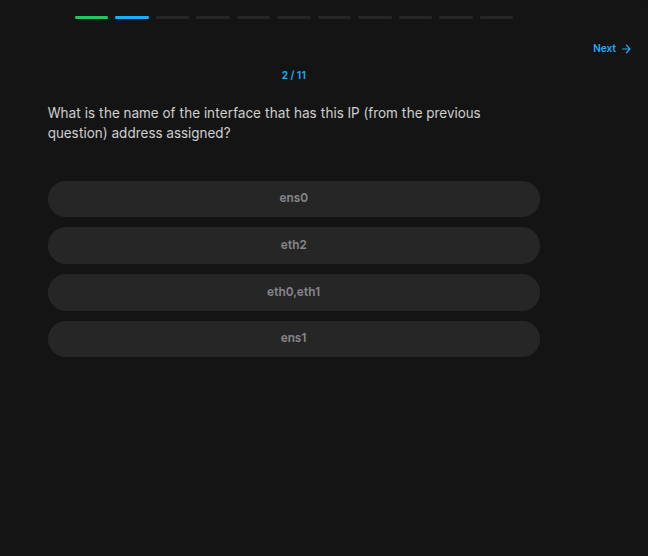 Next →
2 / 11
What is the name of the interface that has this IP (from the previous
question) address assigned?
ens0
eth2
eth0,eth1
ens1